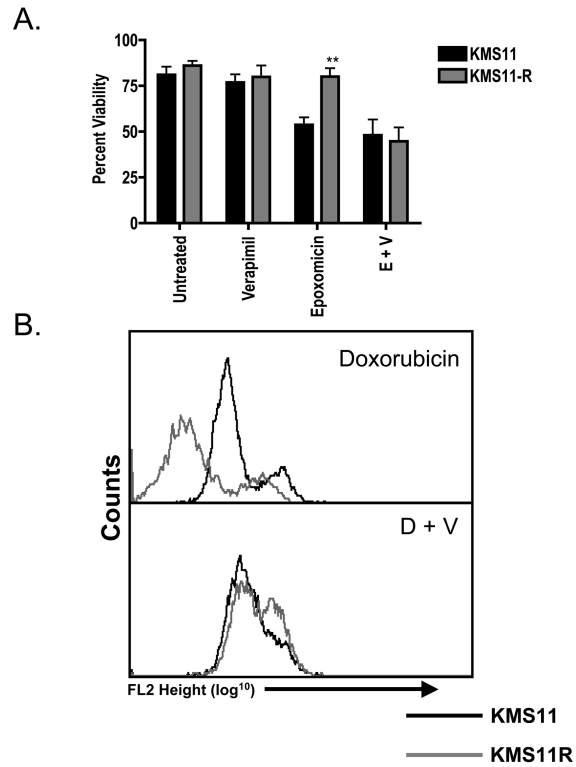 A.
100
75
50
25
0
Percent Viability
KMS11
KMS11-R
**
Untreated
Verapimil
Epoxomicin
E + V
B.
Doxorubicin
D + V
Counts
FL2 Height (log10)
KMS11
KMS11R